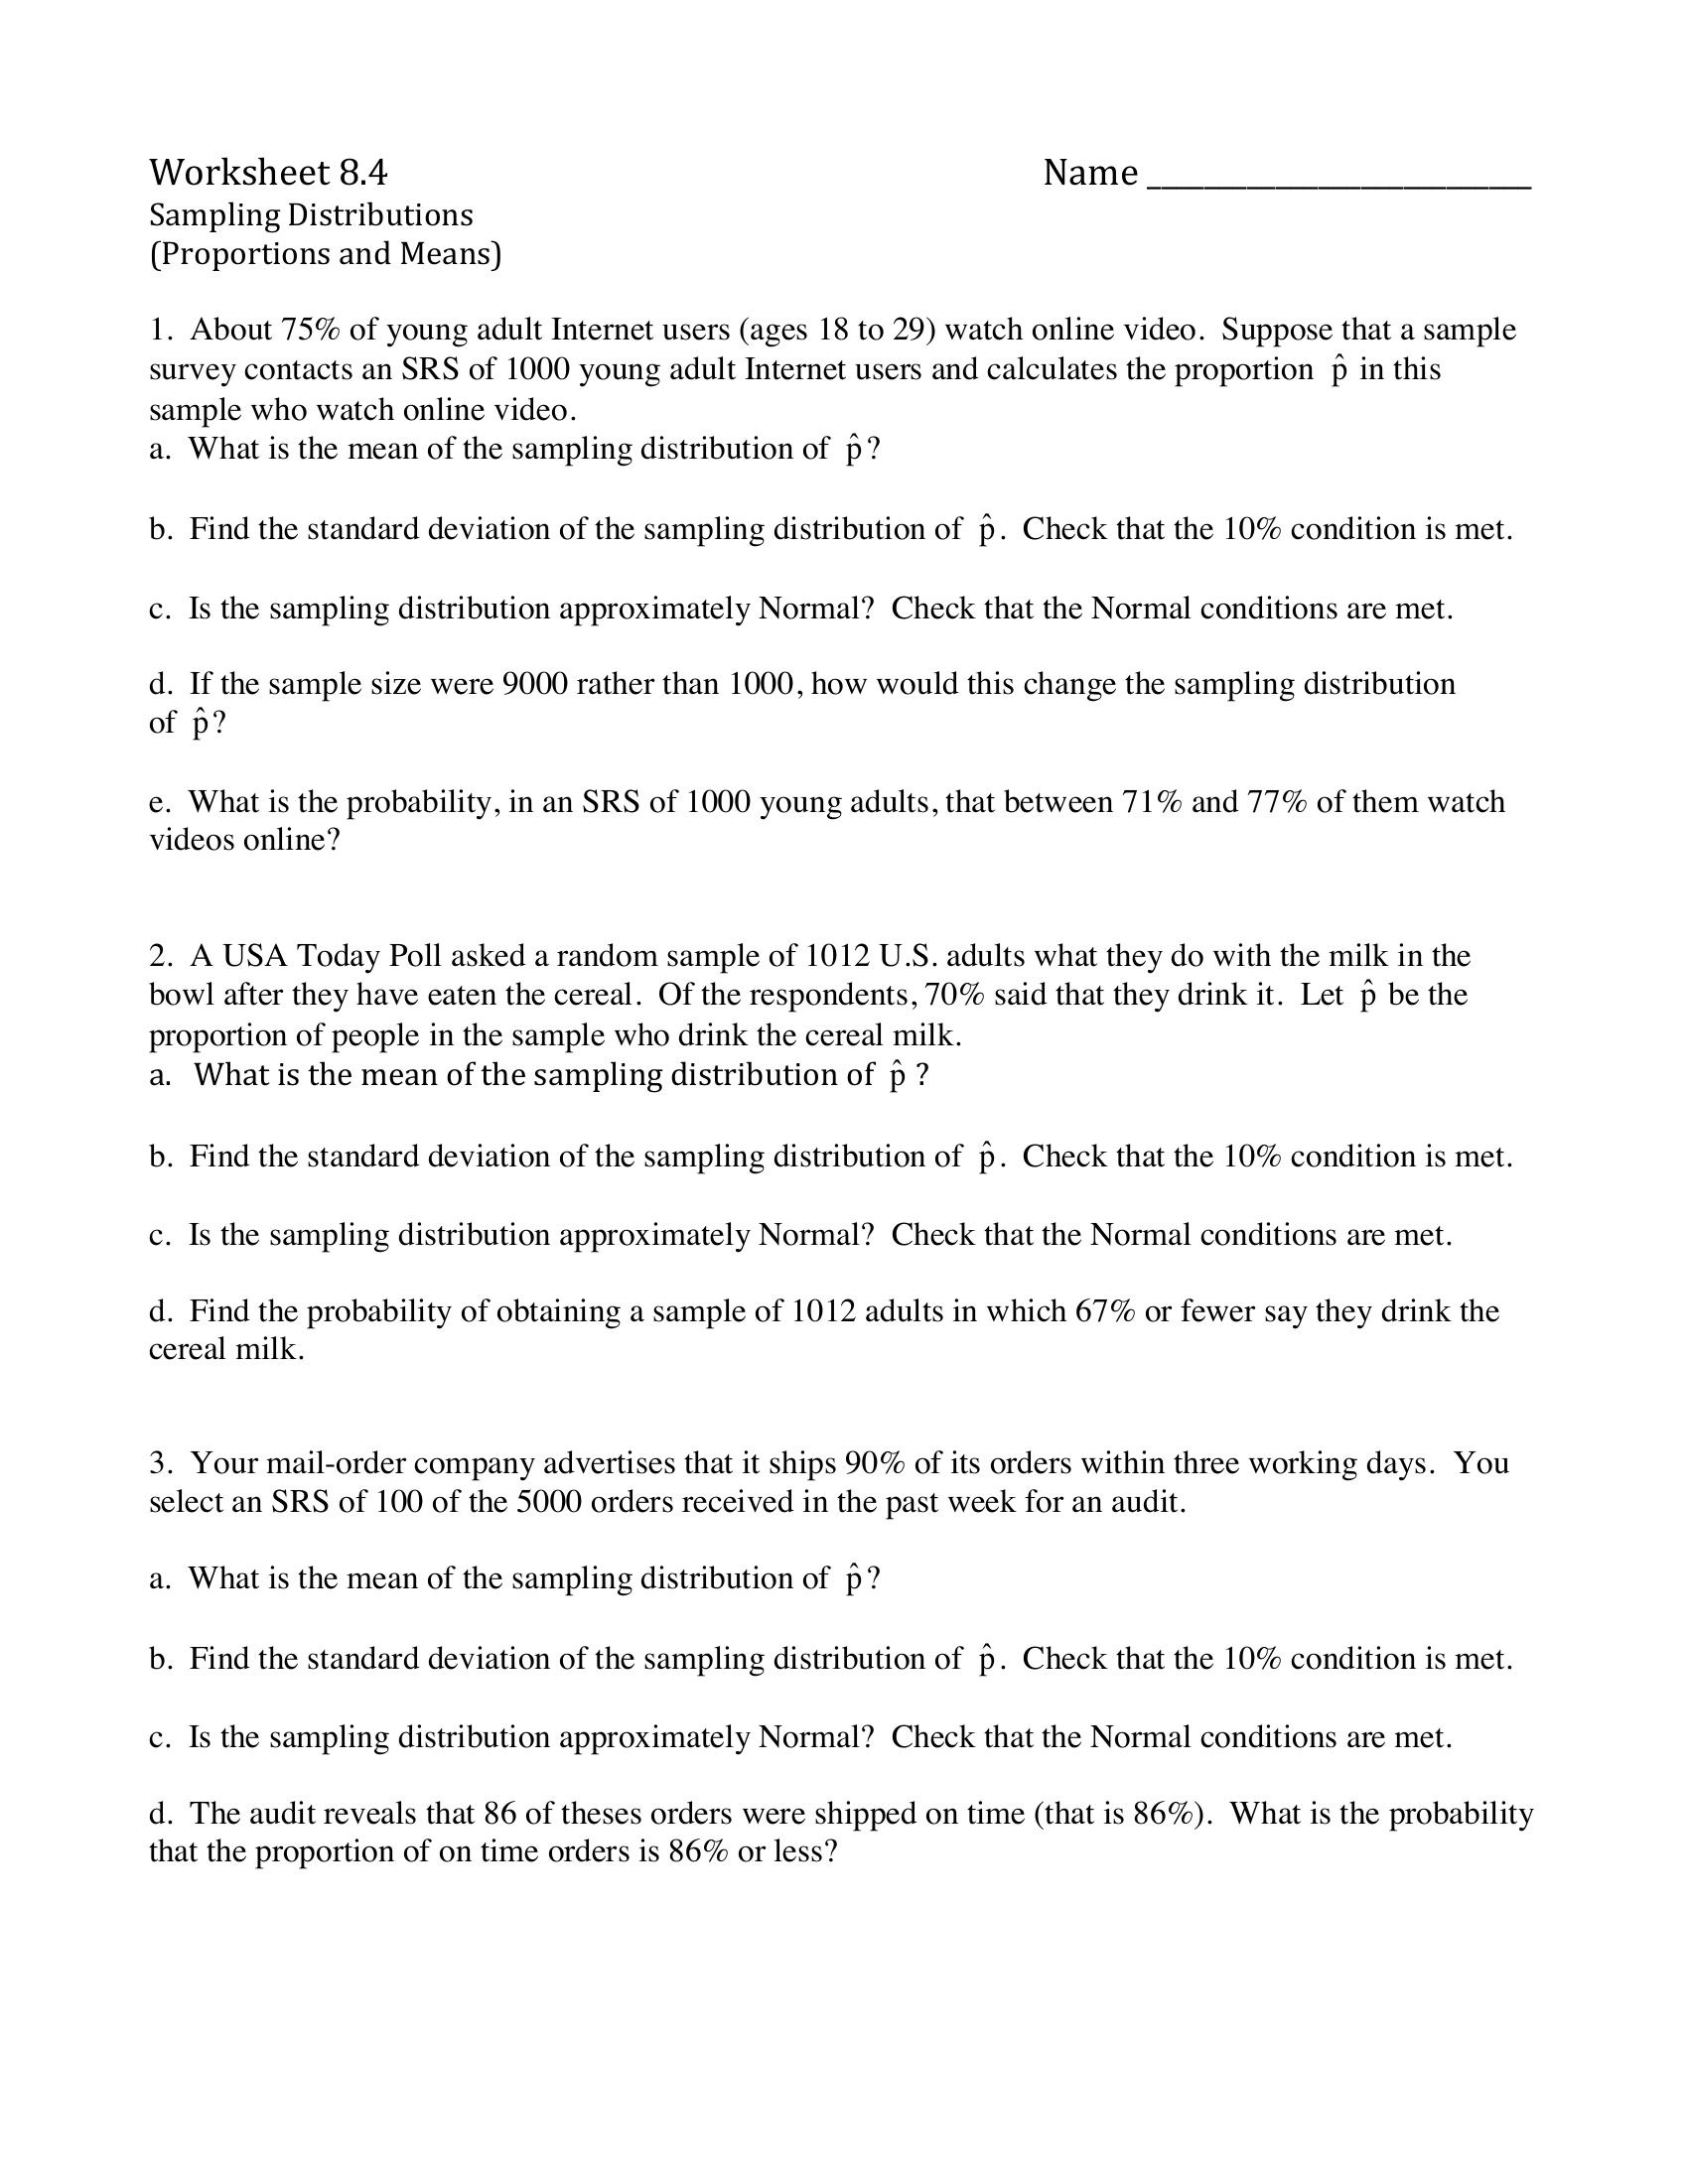 Worksheet 8.4 Name ________________________
Sampling Distributions
(Proportions and Means)
1. About 75% of young adult Internet users (ages 18 to 29) watch online video. Suppose that a sample
survey contacts an SRS of 1000 young adult Internet users and calculates the proportion p̂ in this
sample who watch online video.
a. What is the mean of the sampling distribution of p̂?
b. Find the standard deviation of the sampling distribution of p̂. Check that the 10% condition is met.
c. Is the sampling distribution approximately Normal? Check that the Normal conditions are met.
d. If the sample size were 9000 rather than 1000, how would this change the sampling distribution
of p̂?
e. What is the probability, in an SRS of 1000 young adults, that between 71% and 77% of them watch
videos online?
2. A USA Today Poll asked a random sample of 1012 U.S. adults what they do with the milk in the
bowl after they have eaten the cereal. Of the respondents, 70% said that they drink it. Let p̂ be the
proportion of people in the sample who drink the cereal milk.
a. What is the mean of the sampling distribution of p̂ ?
b. Find the standard deviation of the sampling distribution of p̂. Check that the 10% condition is met.
c. Is the sampling distribution approximately Normal? Check that the Normal conditions are met.
d. Find the probability of obtaining a sample of 1012 adults in which 67% or fewer say they drink the
cereal milk.
3. Your mail-order company advertises that it ships 90% of its orders within three working days. You
select an SRS of 100 of the 5000 orders received in the past week for an audit.
a. What is the mean of the sampling distribution of p̂?
b. Find the standard deviation of the sampling distribution of p̂. Check that the 10% condition is met.
c. Is the sampling distribution approximately Normal? Check that the Normal conditions are met.
d. The audit reveals that 86 of theses orders were shipped on time (that is 86%). What is the probability
that the proportion of on time orders is 86% or less?